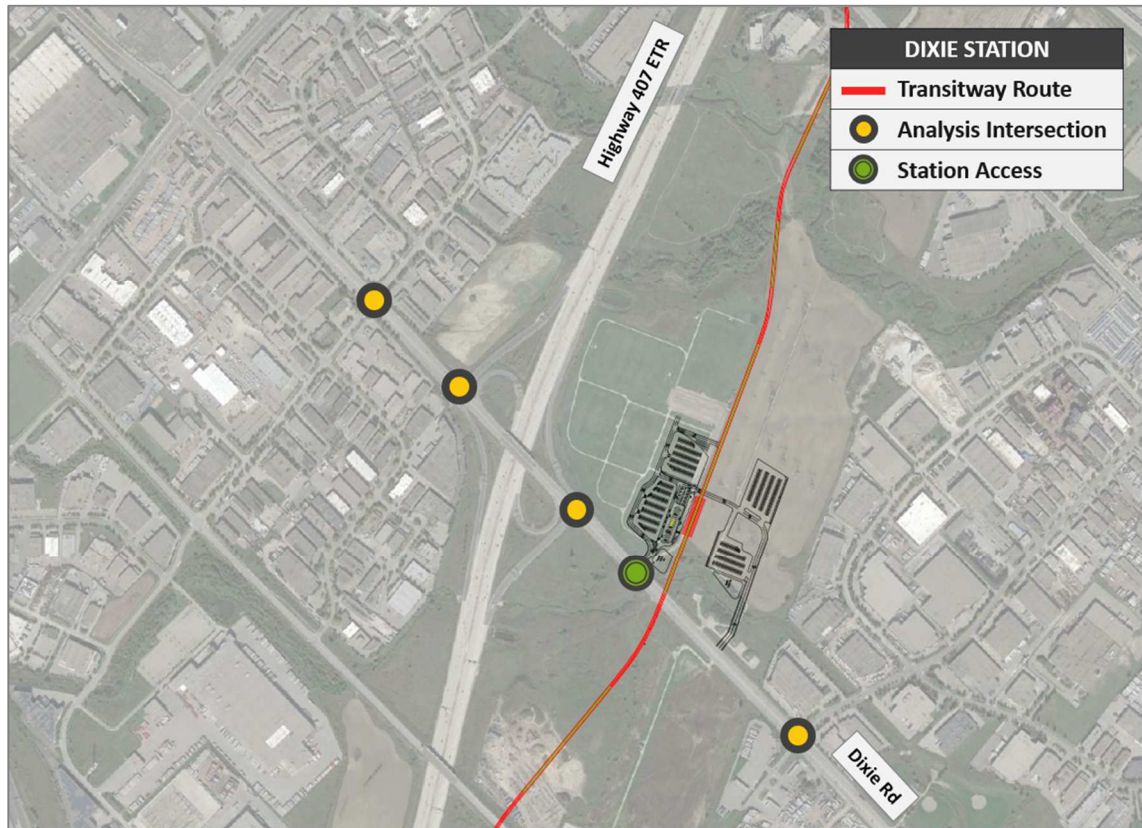 Highway 407 ETR
DIXIE STATION
Transitway Route
Analysis Intersection
Station Access
Dixie Rd